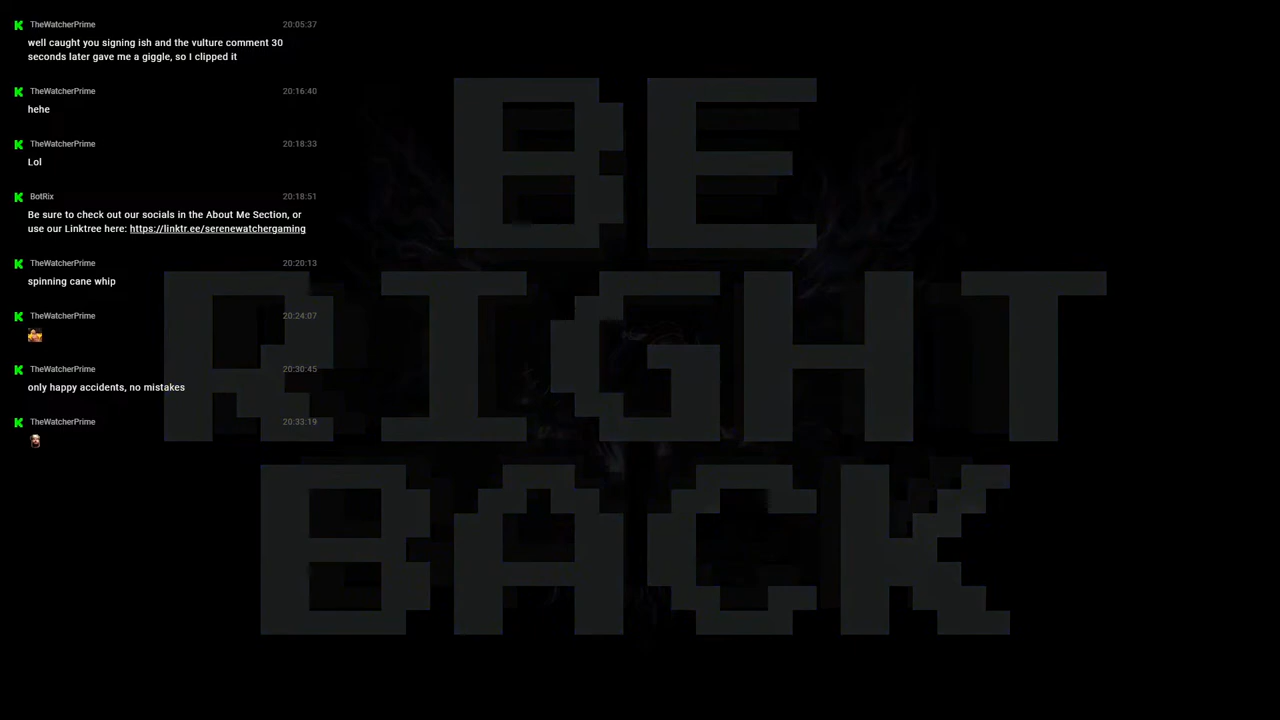 TheWatcherPrime 20:05:37
well caught you signing ish and the vulture comment 30
seconds later gave me a giggle, so I clipped it
TheWatcherPrime 20:16:40
hehe
TheWatcherPrime 20:18:33
Lol
BotRix 20:18:51
Be sure to check out our socials in the About Me Section, or
use our Linktree here: https://linktr.ee/serenewatchergaming
TheWatcherPrime 20:20:13
spinning cane whip
TheWatcherPrime 20:24:07
TheWatcherPrime 20:30:45
only happy accidents, no mistakes
TheWatcherPrime 20:33:19
BE
RIGHT
BACK